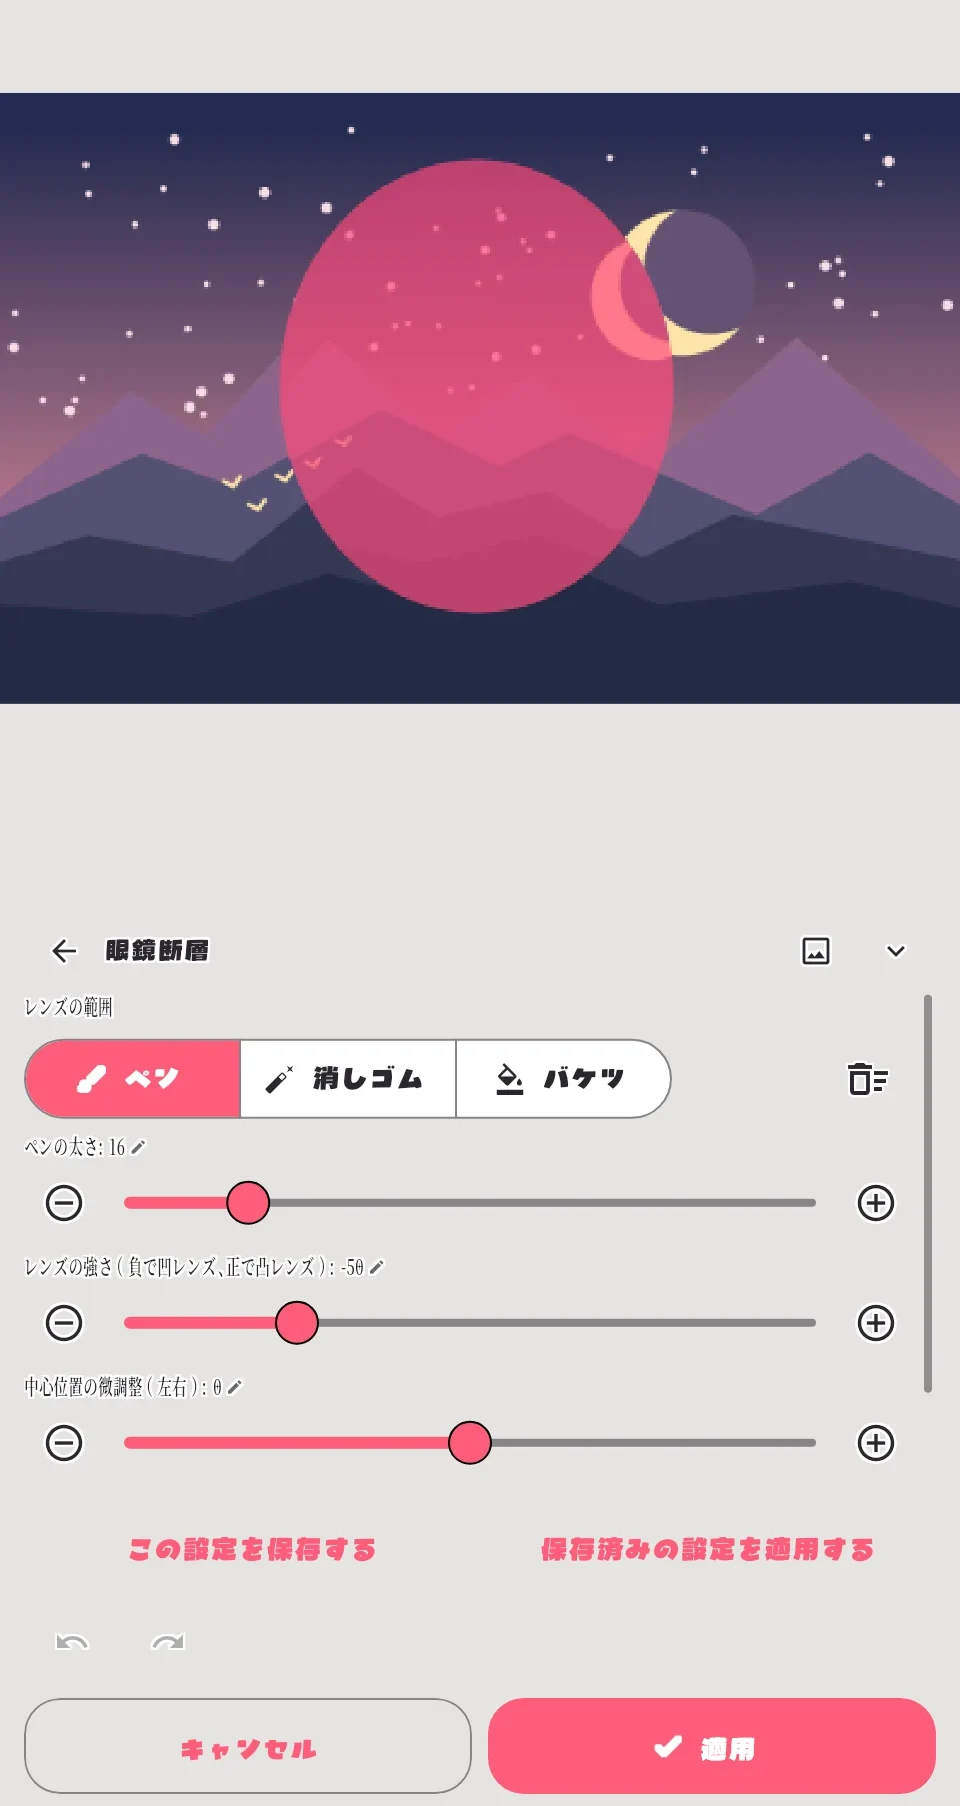 眼鏡断層
レンズの範囲
ペン 消しゴム バケツ
ペンの太さ: 16
レンズの強さ(負で凹レンズ、正で凸レンズ): -50
中心位置の微調整(左右): 0
この設定を保存する 保存済みの設定を適用する
キャンセル 適用